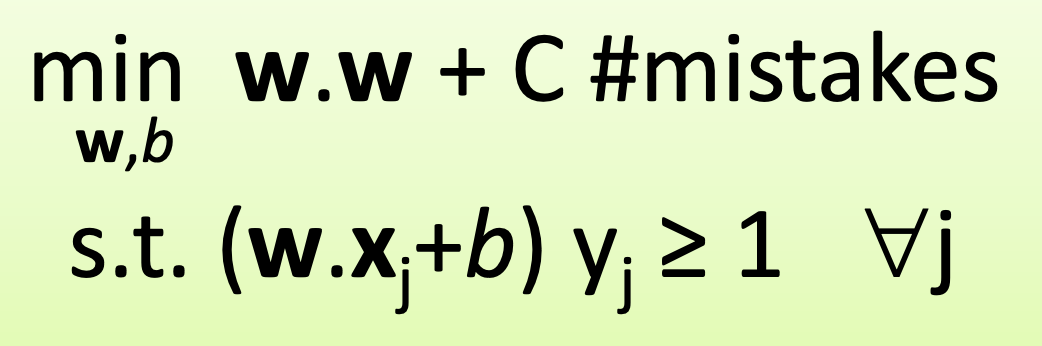 min w.w + C #mistakes
w,b
s.t. (w.xj+b) yj ≥ 1 ∀j